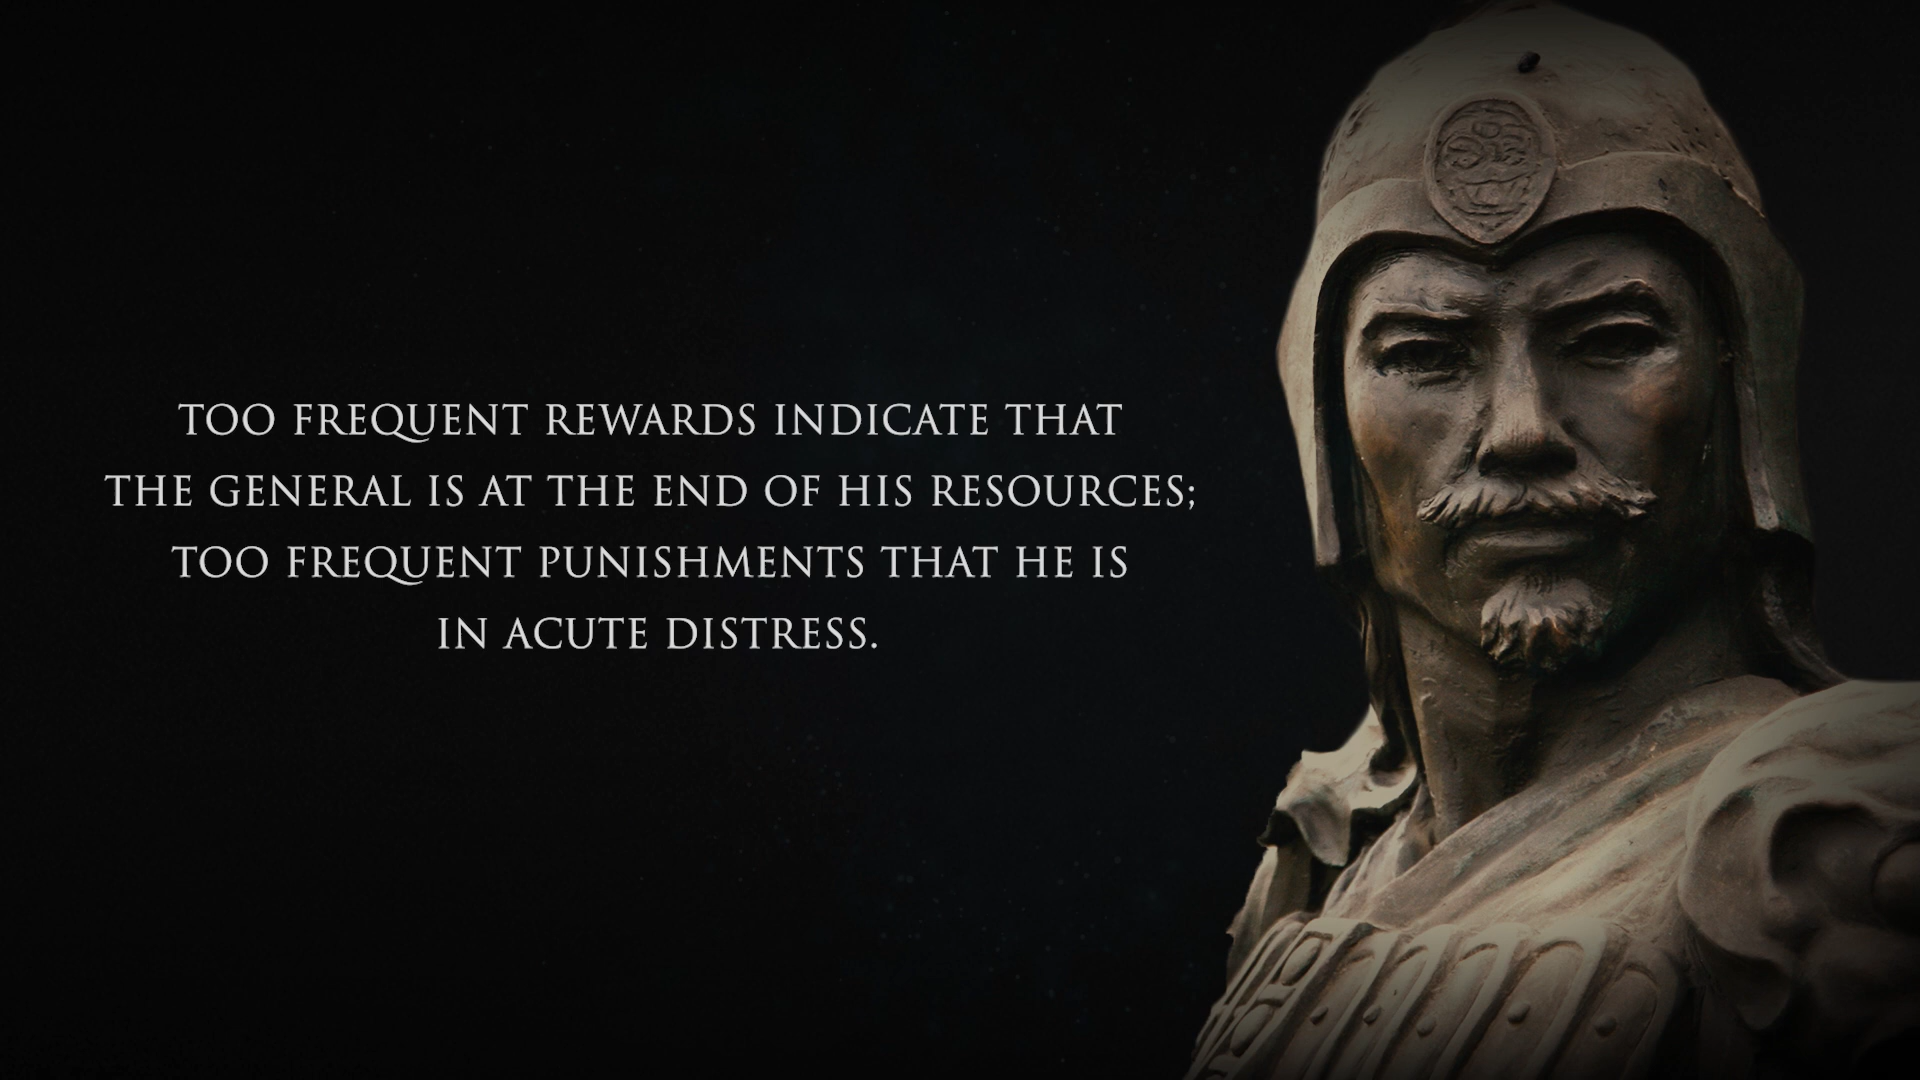 TOO FREQUENT REWARDS INDICATE THAT
THE GENERAL IS AT THE END OF HIS RESOURCES;
TOO FREQUENT PUNISHMENTS THAT HE IS
IN ACUTE DISTRESS.